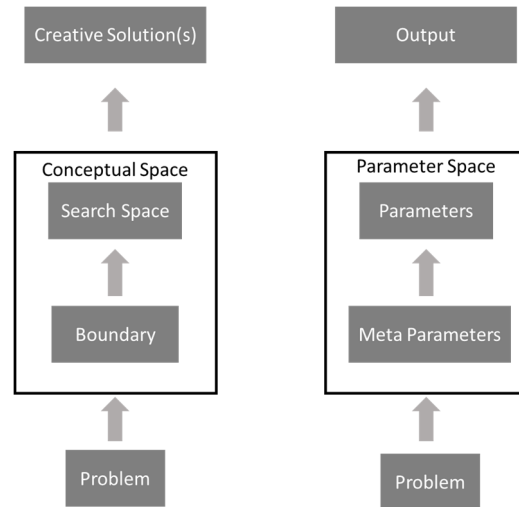 Creative Solution(s)
Conceptual Space
Search Space
Boundary
Problem
Output
Parameter Space
Parameters
Meta Parameters
Problem